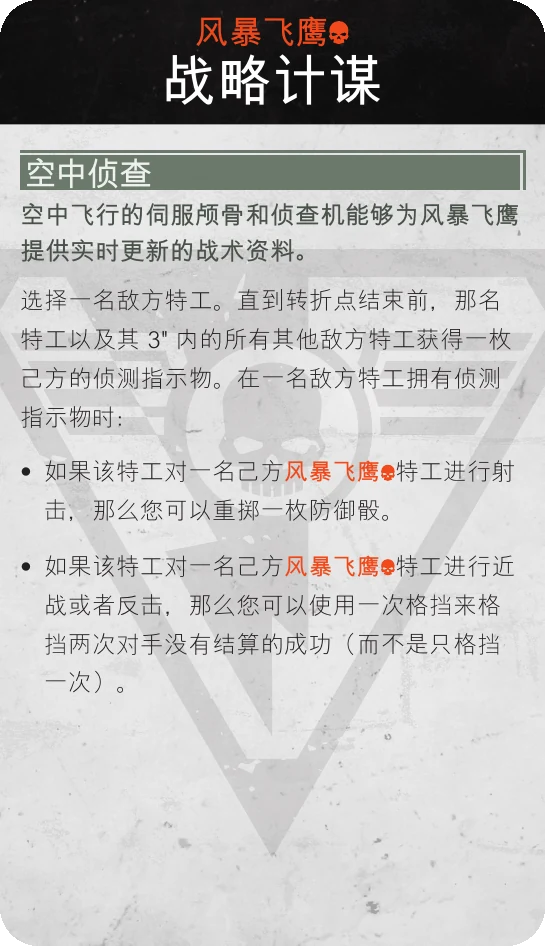 风暴飞鹰
战略计谋
空中侦查
空中飞行的伺服颅骨和侦查机能够为风暴飞鹰
提供实时更新的战术资料。
选择一名敌方特工。直到转折点结束前，那名
特工以及其 3" 内的所有其他敌方特工获得一枚
己方的侦测指示物。在一名敌方特工拥有侦测
指示物时:
• 如果该特工对一名己方风暴飞鹰特工进行射
击，那么您可以重掷一枚防御骰。
• 如果该特工对一名己方风暴飞鹰特工进行近
战或者反击，那么您可以使用一次格挡来格
挡两次对手没有结算的成功（而不是只格挡
一次）。